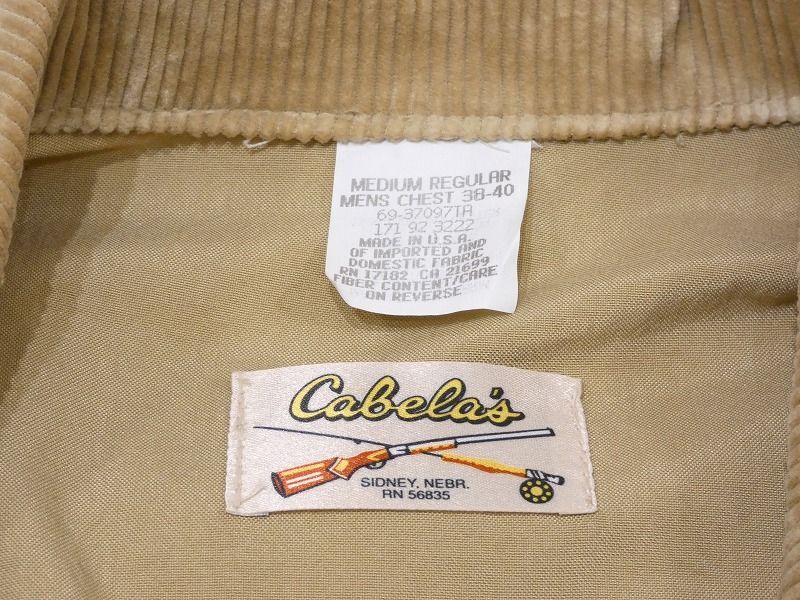 MEDIUM REGULAR
MENS CHEST 38-40
69-37097TA
171 92 3222
MADE IN U.S.A.
OF IMPORTED AND
DOMESTIC FABRIC
RN 17182 CA 21699
FIBER CONTENT/CARE
ON REVERSE
Cabela's
SIDNEY, NEBR.
RN 56835